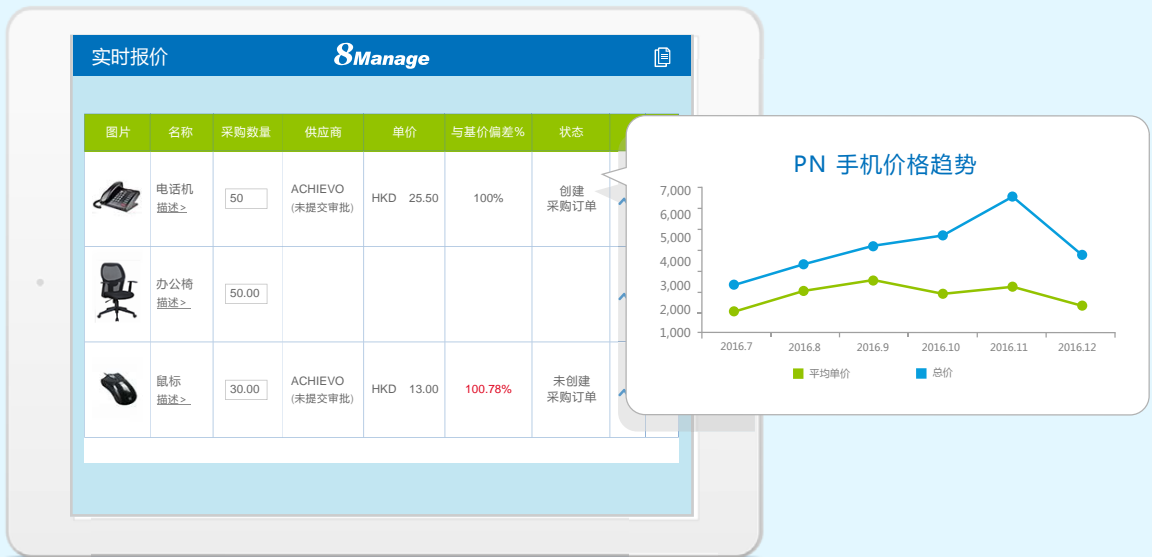 实时报价
8Manage
图片 名称 采购数量 供应商 单价 与基价偏差% 状态
电话机
描述>
50
ACHIEVO
(未提交审批)
HKD 25.50
100%
创建
采购订单
办公椅
描述>
50.00
鼠标
描述>
30.00
ACHIEVO
(未提交审批)
HKD 13.00
100.78%
未创建
采购订单
PN 手机价格趋势
7,000
6,000
5,000
4,000
3,000
2,000
1,000
2016.7 2016.8 2016.9 2016.10 2016.11 2016.12
平均单价 总价